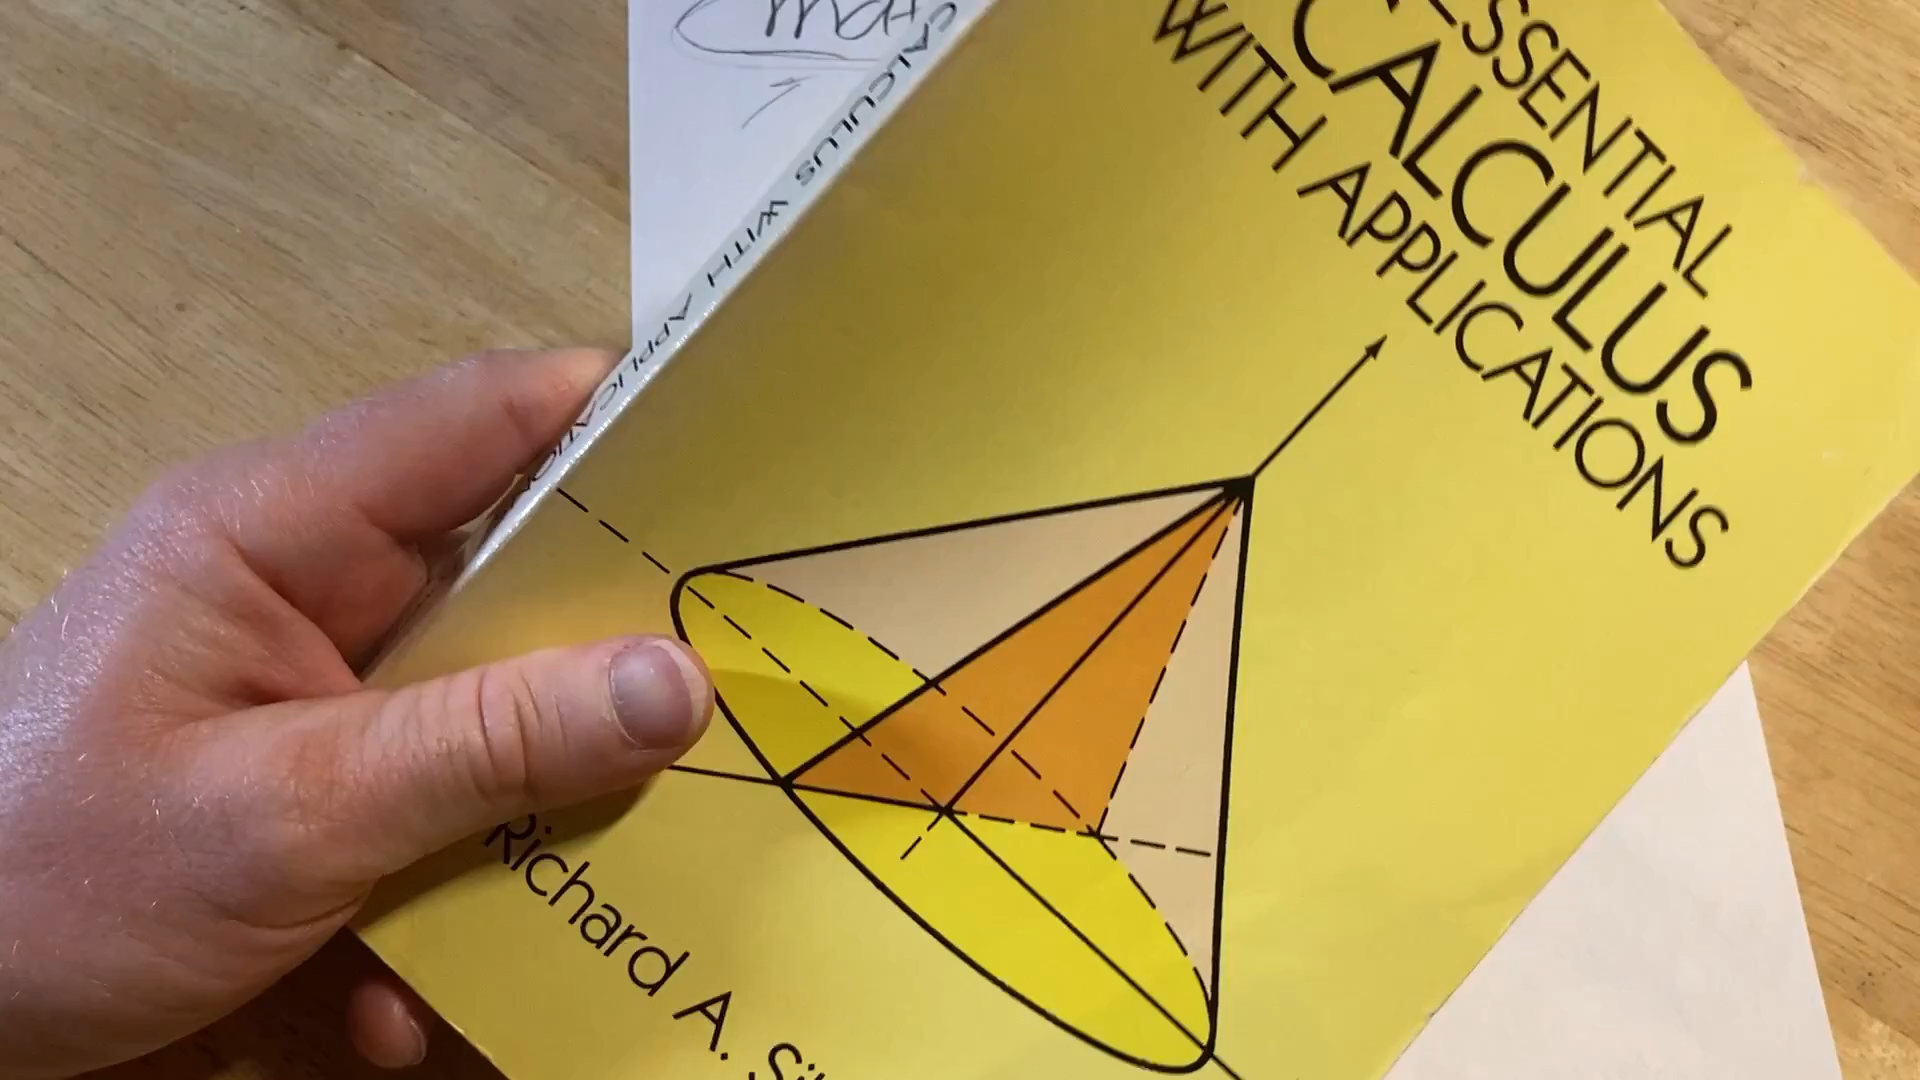 ESSENTIAL
CALCULUS
WITH APPLICATIONS
Richard A.
CALCULUS WITH APPLICATIONS